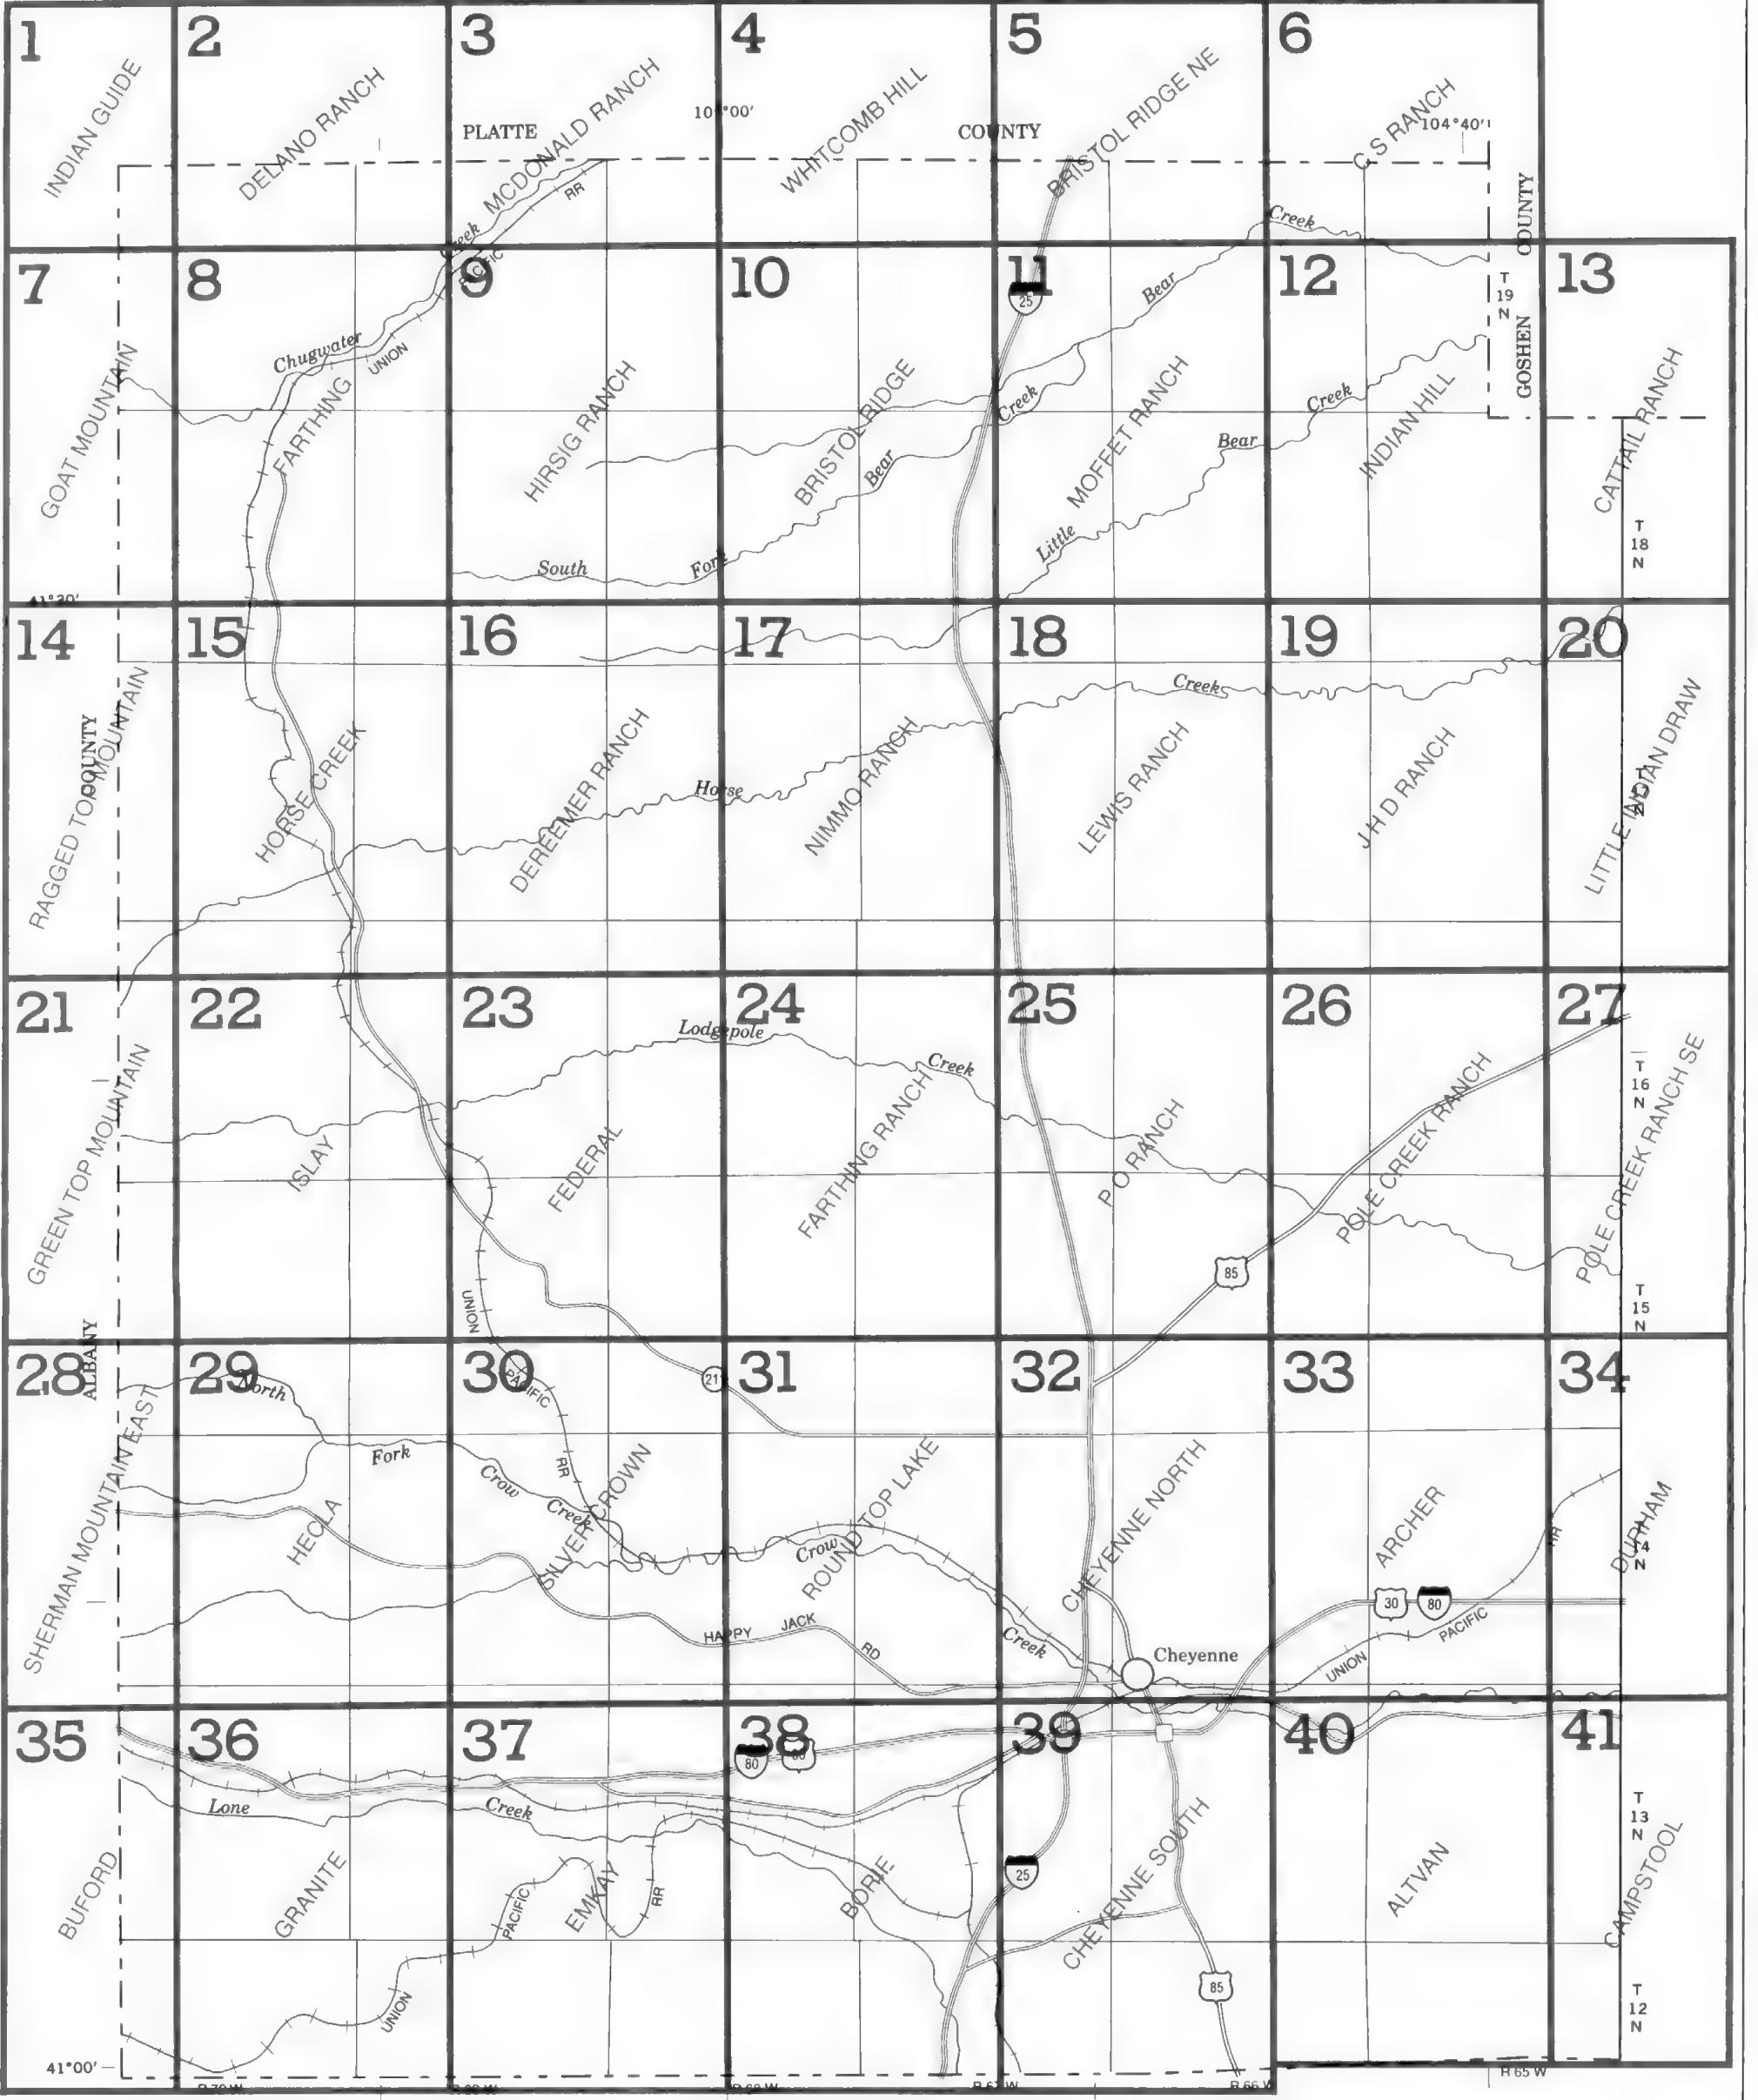 1
2
3
4
5
6
INDIAN GUIDE
DELANO RANCH
MCDONALD RANCH
WHITCOMB HILL
BRISTOL RIDGE NE
C S RANCH
PLATTE
COUNTY
104°40'
RR
Creek
PACIFIC
Creek
COUNTY
GOSHEN
T
19
N
7
8
9
10
11
12
13
25
Bear
Chugwater
UNION
Creek
Creek
Bear
Bear
GOAT MOUNTAIN
FARTHING
HIRSIG RANCH
BRISTOL RIDGE
MOFFET RANCH
INDIAN HILL
CATTAIL RANCH
T
18
N
Little
South
Fork
41°30'
14
15
16
17
18
19
20
Creek
COUNTY
RAGGED TOP MOUNTAIN
HORSE CREEK
DEREEMER RANCH
NIMMO RANCH
LEWIS RANCH
J H D RANCH
LITTLE INDIAN DRAW
Horse
21
22
23
24
25
26
27
Lodgepole
Creek
T
16
N
GREEN TOP MOUNTAIN
ISLAY
FEDERAL
FARTHING RANCH
P O RANCH
POLE CREEK RANCH
POLE CREEK RANCH SE
85
UNION
T
15
N
ALBANY
28
29
30
31
32
33
34
North
PACIFIC
211
Fork
RR
Crow
Creek
Crow
SHERMAN MOUNTAIN EAST
HECLA
SILVER CROWN
ROUND TOP LAKE
CHEYENNE NORTH
ARCHER
DURHAM
RR
14
N
30
80
PACIFIC
UNION
HAPPY
JACK
RD
Creek
Cheyenne
35
36
37
38
39
40
41
80
Lone
Creek
T
13
N
25
BUFORD
GRANITE
EMKAY
BORIE
CHEYENNE SOUTH
ALTVAN
CAMPSTOOL
PACIFIC
RR
UNION
85
T
12
N
41°00'
R 66 W
R 65 W